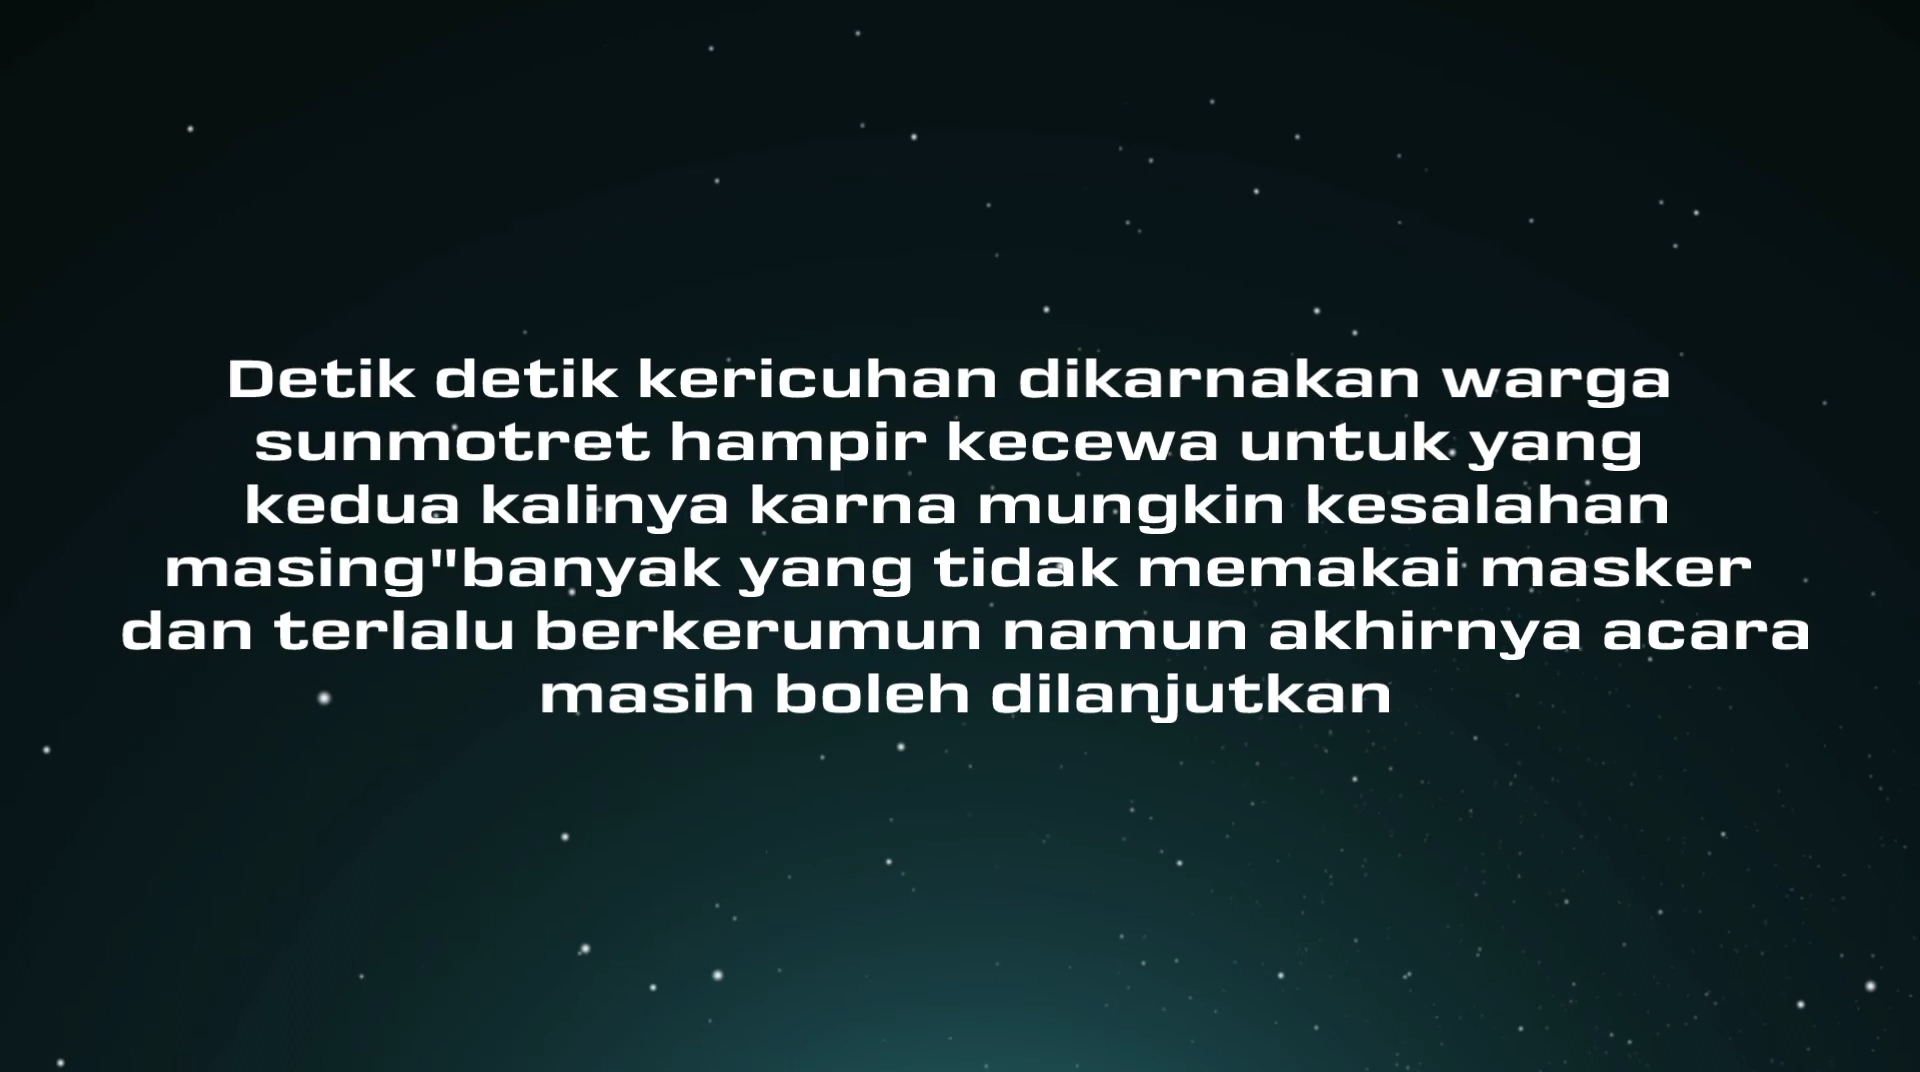 Detik detik kericuhan dikarnakan warga
sunmotret hampir kecewa untuk yang
kedua kalinya karna mungkin kesalahan
masing"banyak yang tidak memakai masker
dan terlalu berkerumun namun akhirnya acara
masih boleh dilanjutkan